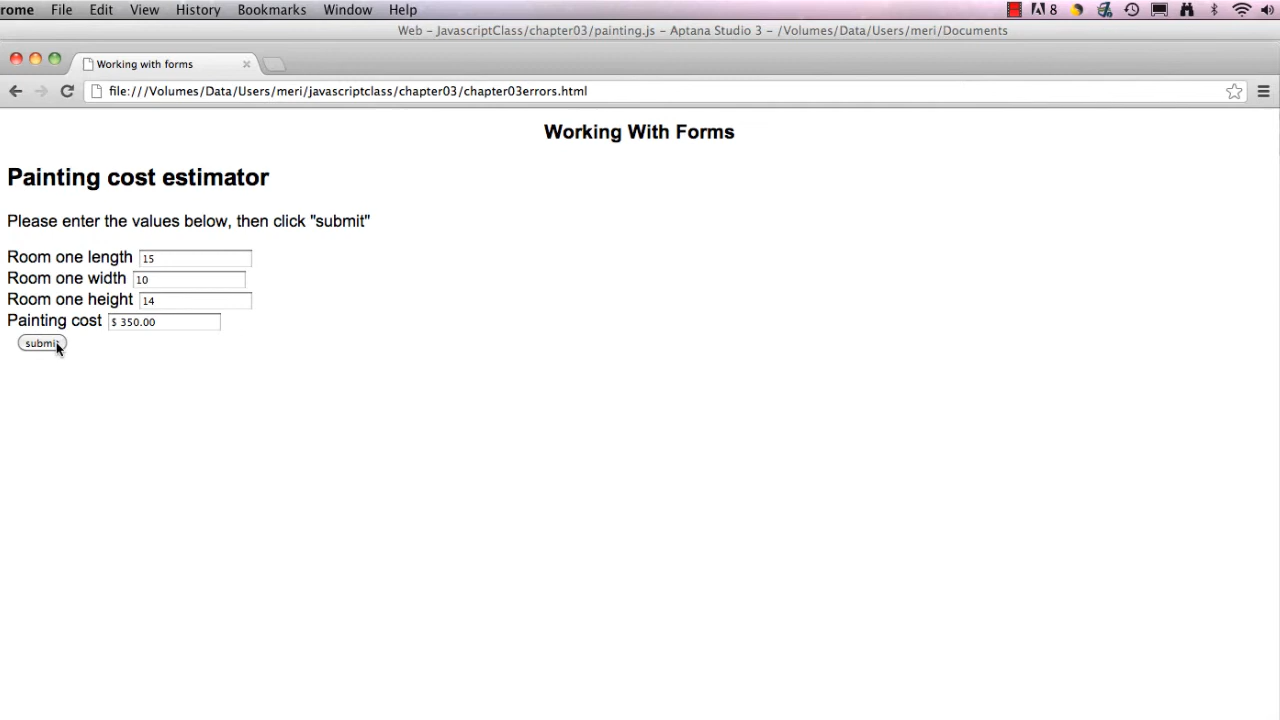 rome File Edit View History Bookmarks Window Help 8
Web – JavascriptClass/chapter03/painting.js – Aptana Studio 3 – /Volumes/Data/Users/meri/Documents
Working with forms
file:///Volumes/Data/Users/meri/javascriptclass/chapter03/chapter03errors.html
Working With Forms
Painting cost estimator
Please enter the values below, then click "submit"
Room one length 15
Room one width 10
Room one height 14
Painting cost $ 350.00
submit